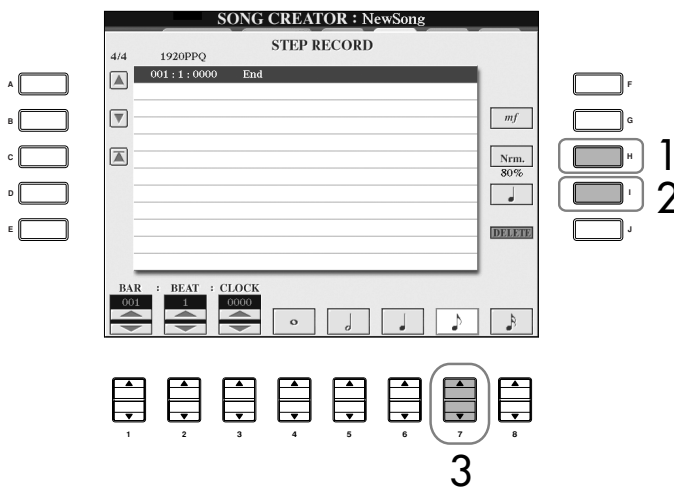 SONG CREATOR : NewSong
STEP RECORD
4/4 1920PPQ
001 : 1 : 0000 End
A
B
C
D
E
mf
Nrm.
80%
DELETE
F
G
H 1
I 2
J
BAR : BEAT : CLOCK
001 1 0000
1 2 3 4 5 6 7 8
3